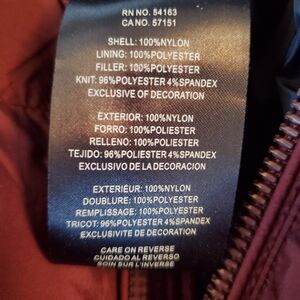 RN NO. 54163
CA NO. 57151
SHELL: 100%NYLON
LINING: 100%POLYESTER
FILLER: 100%POLYESTER
KNIT: 96%POLYESTER 4%SPANDEX
EXCLUSIVE OF DECORATION
EXTERIOR: 100%NYLON
FORRO: 100%POLIESTER
RELLENO: 100%POLIESTER
TEJIDO: 96%POLIESTER 4%SPANDEX
EXCLUSIVO DE LA DECORACION
EXTERIEUR: 100%NYLON
DOUBLURE: 100%POLYESTER
REMPLISSAGE: 100%POLYESTER
TRICOT: 96%POLYESTER 4%SPANDEX
EXCLUSIVITE DE DECORATION
CARE ON REVERSE
CUIDADO AL REVERSO
SOIN SUR L'INVERSE